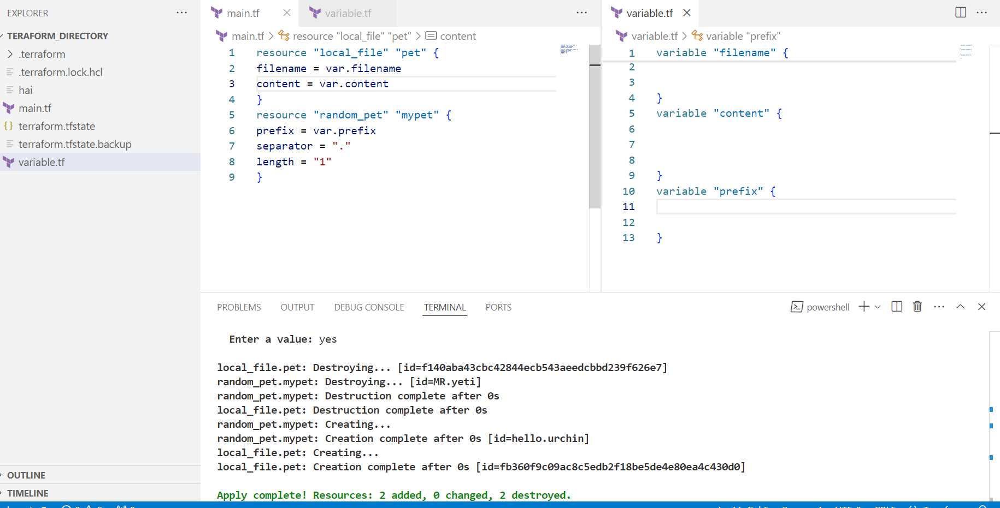 EXPLORER
TERAFORM_DIRECTORY
.terraform
.terraform.lock.hcl
hai
main.tf
terraform.tfstate
terraform.tfstate.backup
variable.tf
OUTLINE
TIMELINE
main.tf
variable.tf
main.tf > resource "local_file" "pet" > content
1 resource "local_file" "pet" {
2 filename = var.filename
3 content = var.content
4 }
5 resource "random_pet" "mypet" {
6 prefix = var.prefix
7 separator = "."
8 length = "1"
9 }
variable.tf
variable.tf > variable "prefix"
1 variable "filename" {
2
3
4 }
5 variable "content" {
6
7
8
9 }
10 variable "prefix" {
11
12
13 }
PROBLEMS OUTPUT DEBUG CONSOLE TERMINAL PORTS
powershell
Enter a value: yes
local_file.pet: Destroying... [id=f140aba43cbc42844ecb543aeedcbbd239f626e7]
random_pet.mypet: Destroying... [id=MR.yeti]
random_pet.mypet: Destruction complete after 0s
local_file.pet: Destruction complete after 0s
random_pet.mypet: Creating...
random_pet.mypet: Creation complete after 0s [id=hello.urchin]
local_file.pet: Creating...
local_file.pet: Creation complete after 0s [id=fb360f9c09ac8c5edb2f18be5de4e80ea4c430d0]
Apply complete! Resources: 2 added, 0 changed, 2 destroyed.